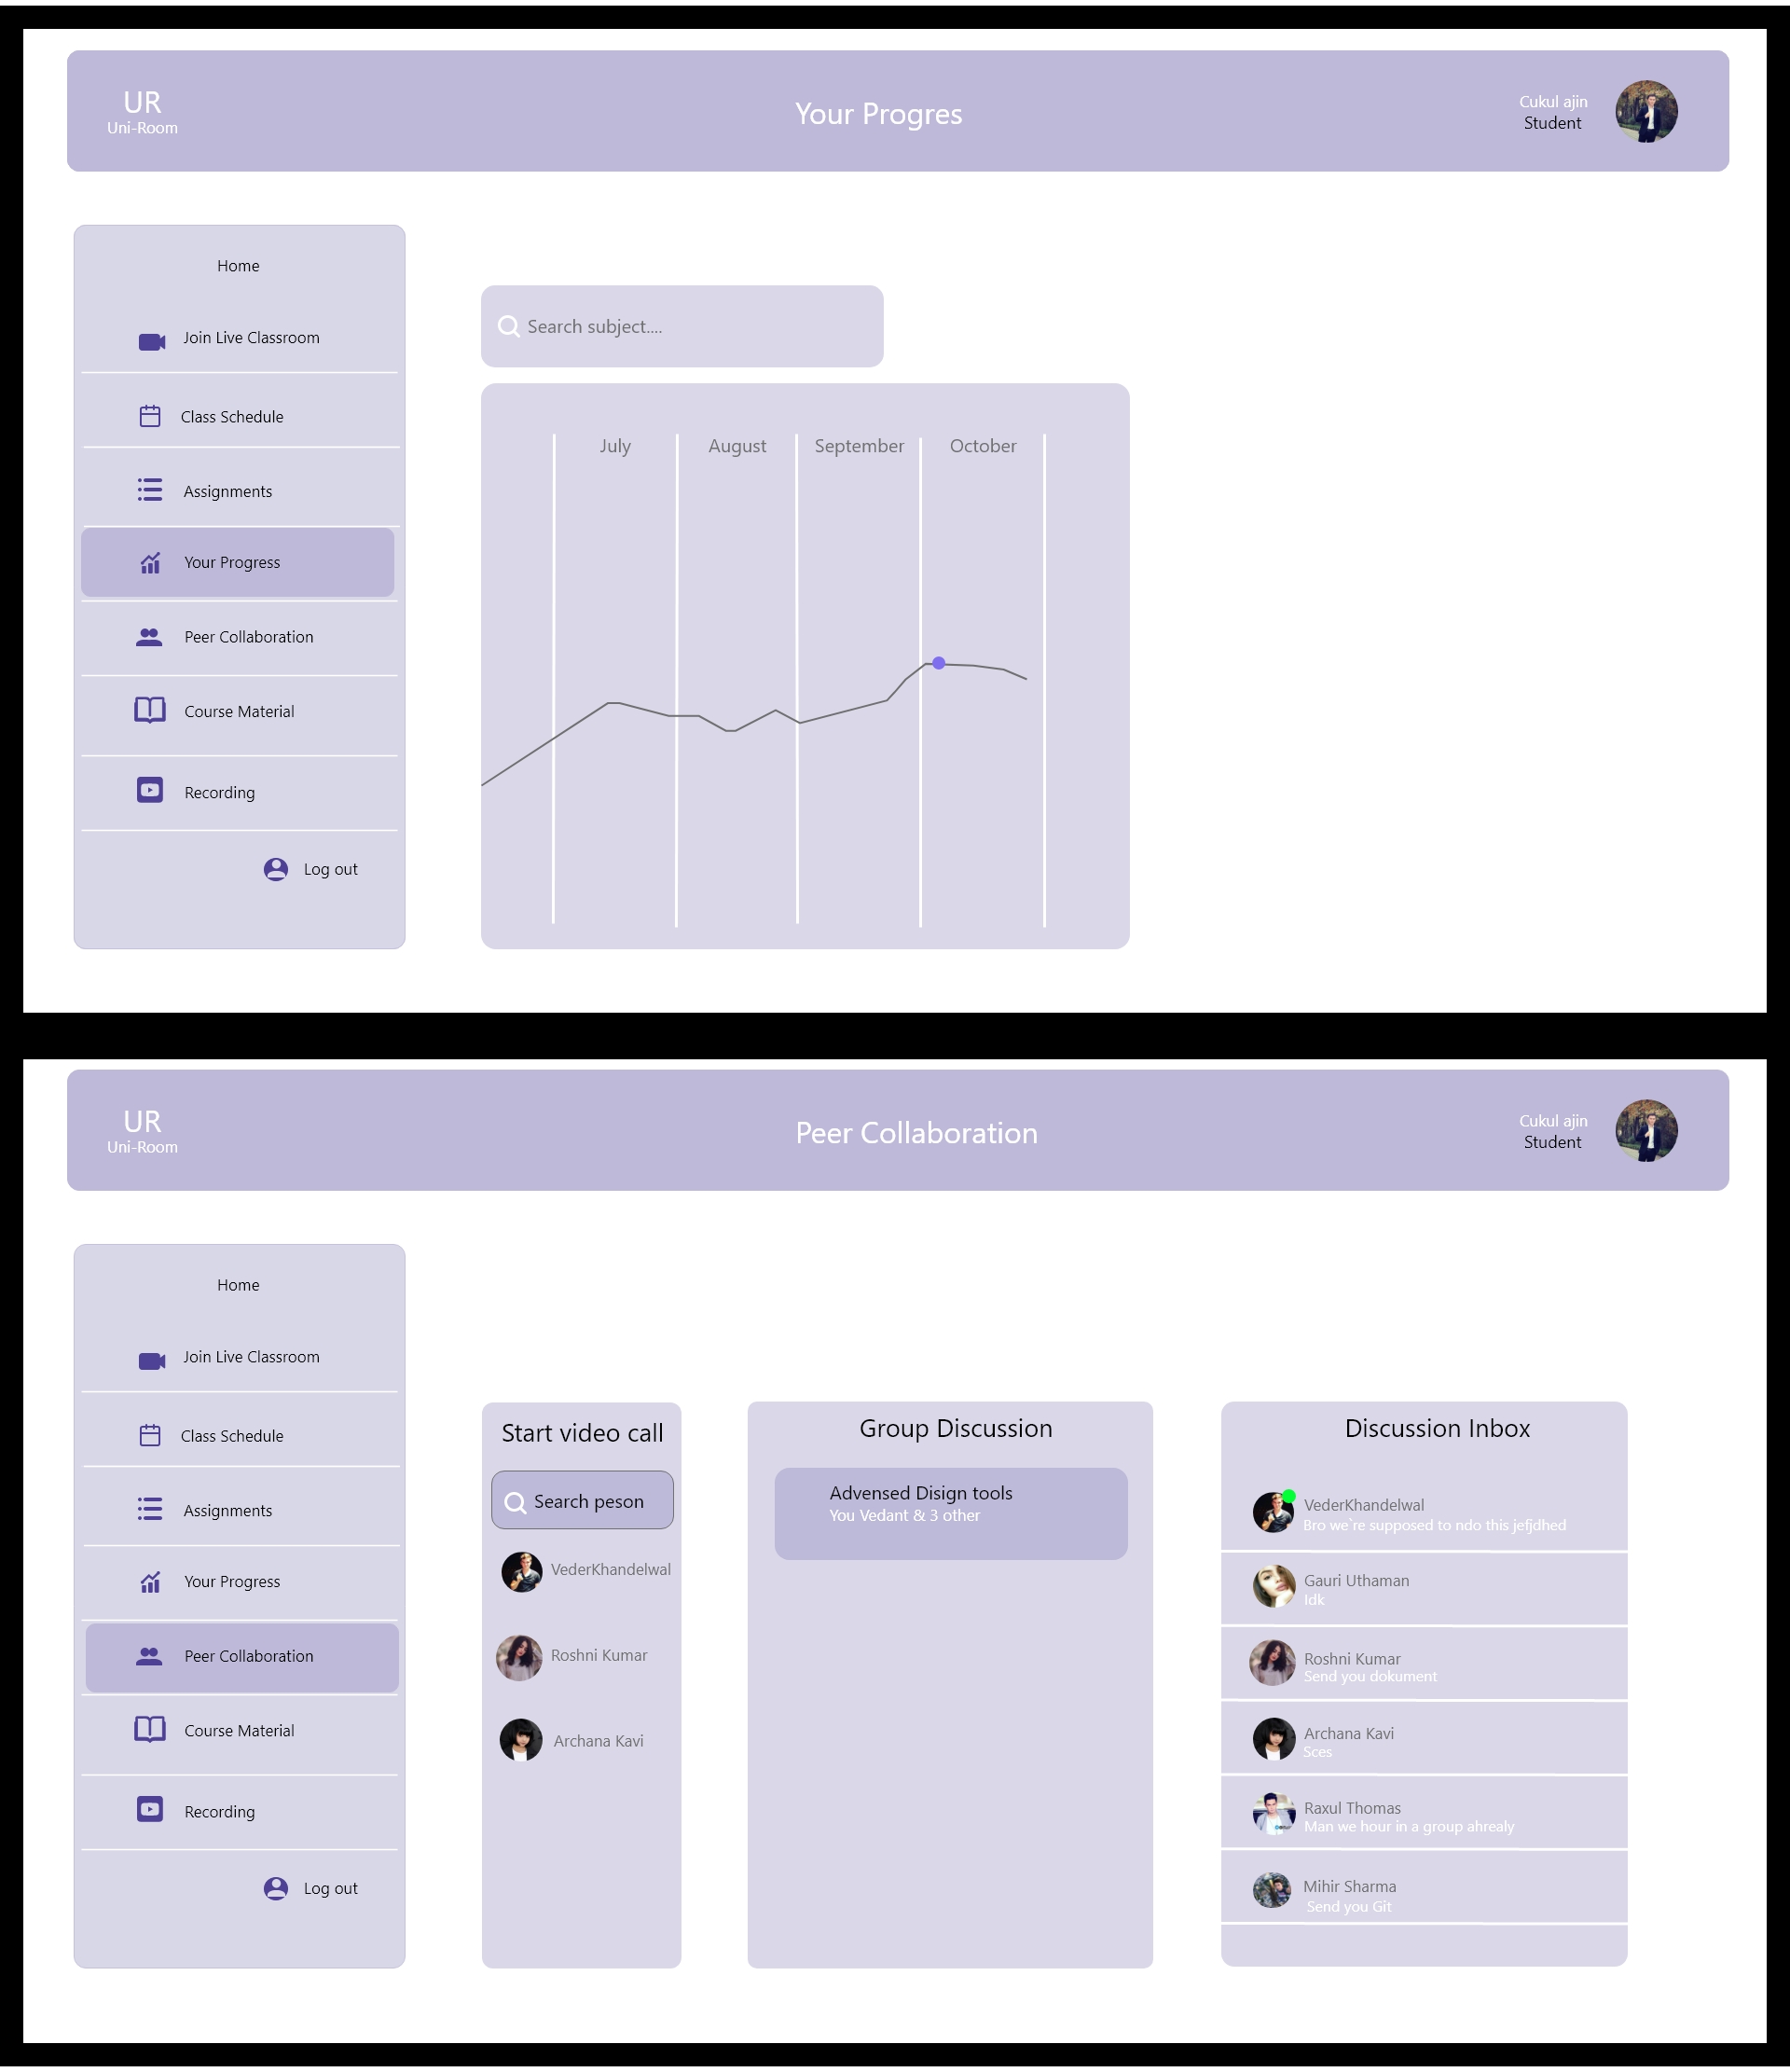 UR
Uni-Room
Your Progres
Cukul ajin
Student
Home
Join Live Classroom
Class Schedule
Assignments
Your Progress
Peer Collaboration
Course Material
Recording
Log out
Search subject....
July August September October
UR
Uni-Room
Peer Collaboration
Cukul ajin
Student
Home
Join Live Classroom
Class Schedule
Assignments
Your Progress
Peer Collaboration
Course Material
Recording
Log out
Start video call
Search peson
VederKhandelwal
Roshni Kumar
Archana Kavi
Group Discussion
Advensed Disign tools
You Vedant & 3 other
Discussion Inbox
VederKhandelwal
Bro we`re supposed to ndo this jefjdhed
Gauri Uthaman
Idk
Roshni Kumar
Send you dokument
Archana Kavi
Sces
Raxul Thomas
Man we hour in a group ahrealy
Mihir Sharma
Send you Git